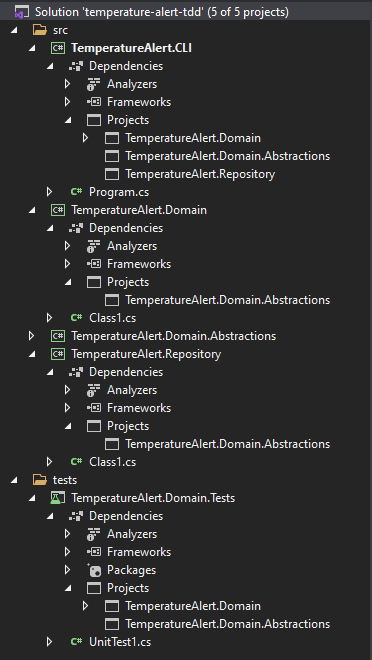 Solution 'temperature-alert-tdd' (5 of 5 projects)
src
C# TemperatureAlert.CLI
Dependencies
Analyzers
Frameworks
Projects
TemperatureAlert.Domain
TemperatureAlert.Domain.Abstractions
TemperatureAlert.Repository
C# Program.cs
C# TemperatureAlert.Domain
Dependencies
Analyzers
Frameworks
Projects
TemperatureAlert.Domain.Abstractions
C# Class1.cs
C# TemperatureAlert.Domain.Abstractions
C# TemperatureAlert.Repository
Dependencies
Analyzers
Frameworks
Projects
TemperatureAlert.Domain.Abstractions
C# Class1.cs
tests
TemperatureAlert.Domain.Tests
Dependencies
Analyzers
Frameworks
Packages
Projects
TemperatureAlert.Domain
TemperatureAlert.Domain.Abstractions
C# UnitTest1.cs